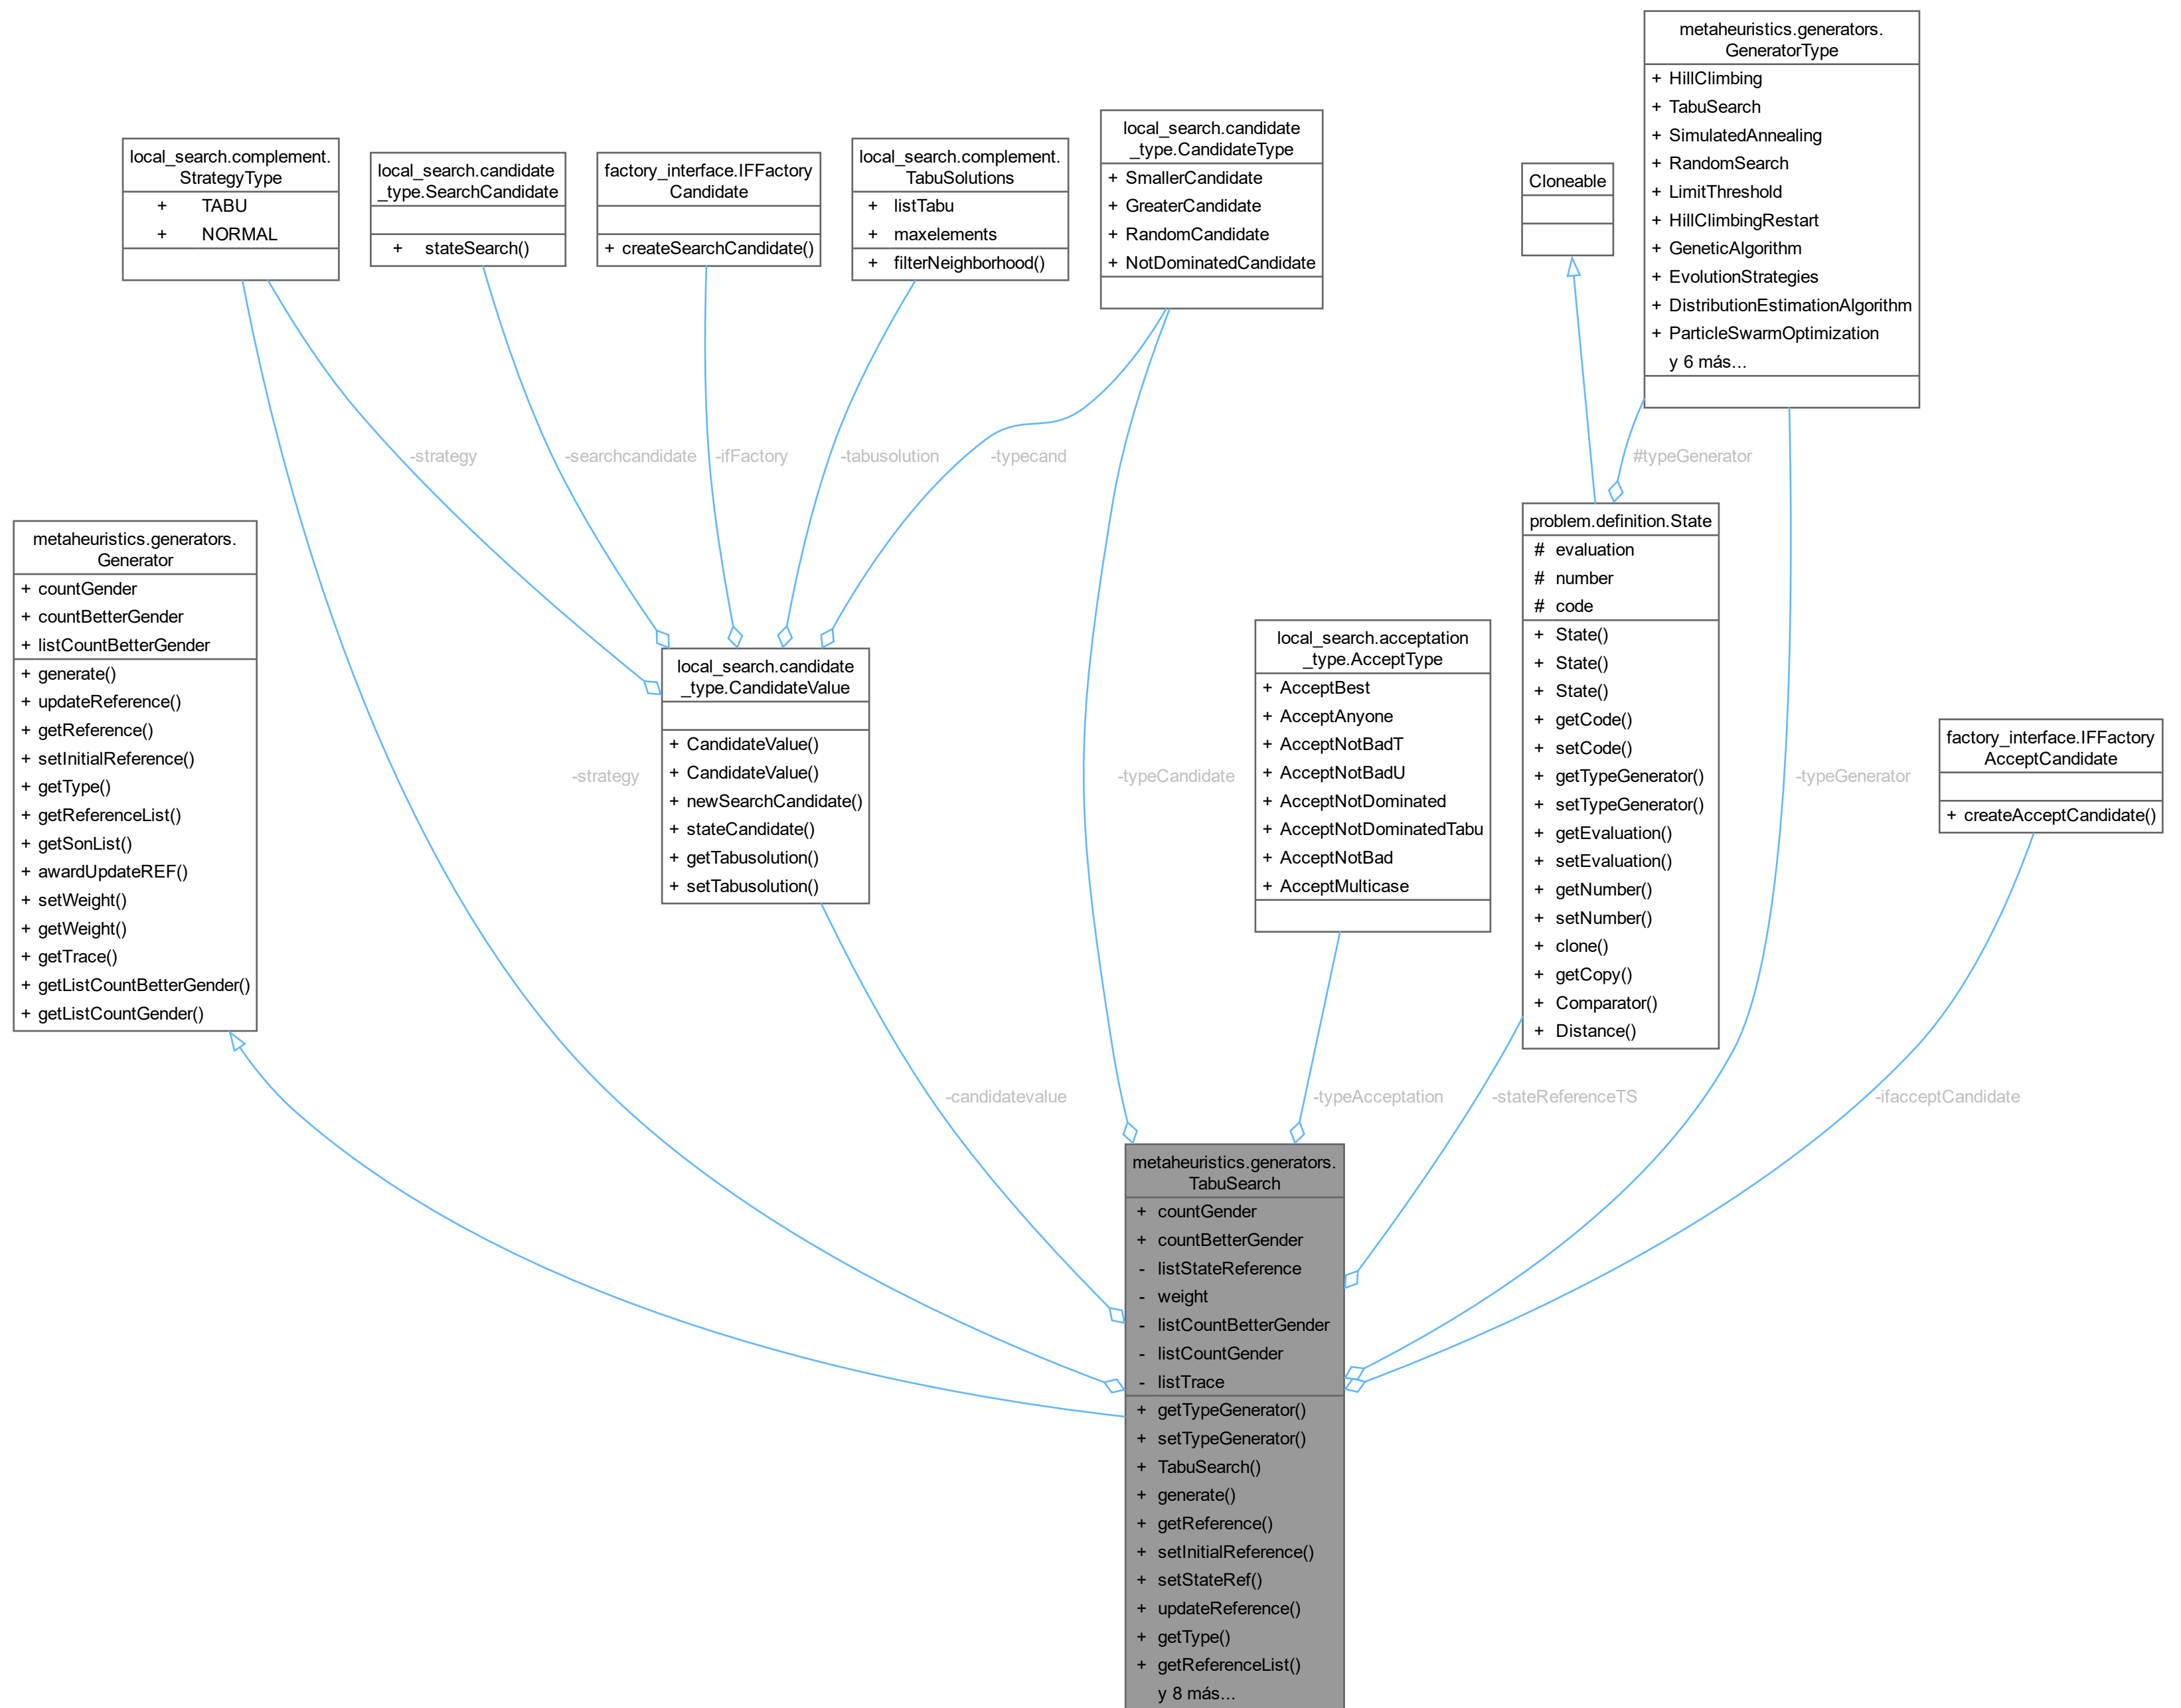 metaheuristics.generators.
GeneratorType
+ HillClimbing
+ TabuSearch
+ SimulatedAnnealing
+ RandomSearch
+ LimitThreshold
+ HillClimbingRestart
+ GeneticAlgorithm
+ EvolutionStrategies
+ DistributionEstimationAlgorithm
+ ParticleSwarmOptimization
y 6 más...
local_search.complement.
StrategyType
+ TABU
+ NORMAL
local_search.candidate
_type.SearchCandidate
+ stateSearch()
factory_interface.IFFactory
Candidate
+ createSearchCandidate()
local_search.complement.
TabuSolutions
+ listTabu
+ maxelements
+ filterNeighborhood()
local_search.candidate
_type.CandidateType
+ SmallerCandidate
+ GreaterCandidate
+ RandomCandidate
+ NotDominatedCandidate
Cloneable
-strategy
-searchcandidate
-ifFactory
-tabusolution
-typecand
#typeGenerator
metaheuristics.generators.
Generator
+ countGender
+ countBetterGender
+ listCountBetterGender
+ generate()
+ updateReference()
+ getReference()
+ setInitialReference()
+ getType()
+ getReferenceList()
+ getSonList()
+ awardUpdateREF()
+ setWeight()
+ getWeight()
+ getTrace()
+ getListCountBetterGender()
+ getListCountGender()
local_search.candidate
_type.CandidateValue
+ CandidateValue()
+ CandidateValue()
+ newSearchCandidate()
+ stateCandidate()
+ getTabusolution()
+ setTabusolution()
local_search.acceptation
_type.AcceptType
+ AcceptBest
+ AcceptAnyone
+ AcceptNotBadT
+ AcceptNotBadU
+ AcceptNotDominated
+ AcceptNotDominatedTabu
+ AcceptNotBad
+ AcceptMulticase
problem.definition.State
# evaluation
# number
# code
+ State()
+ State()
+ State()
+ getCode()
+ setCode()
+ getTypeGenerator()
+ setTypeGenerator()
+ getEvaluation()
+ setEvaluation()
+ getNumber()
+ setNumber()
+ clone()
+ getCopy()
+ Comparator()
+ Distance()
factory_interface.IFFactory
AcceptCandidate
+ createAcceptCandidate()
-strategy
-typeCandidate
-typeGenerator
-candidatevalue
-typeAcceptation
-stateReferenceTS
-ifacceptCandidate
metaheuristics.generators.
TabuSearch
+ countGender
+ countBetterGender
- listStateReference
- weight
- listCountBetterGender
- listCountGender
- listTrace
+ getTypeGenerator()
+ setTypeGenerator()
+ TabuSearch()
+ generate()
+ getReference()
+ setInitialReference()
+ setStateRef()
+ updateReference()
+ getType()
+ getReferenceList()
y 8 más...